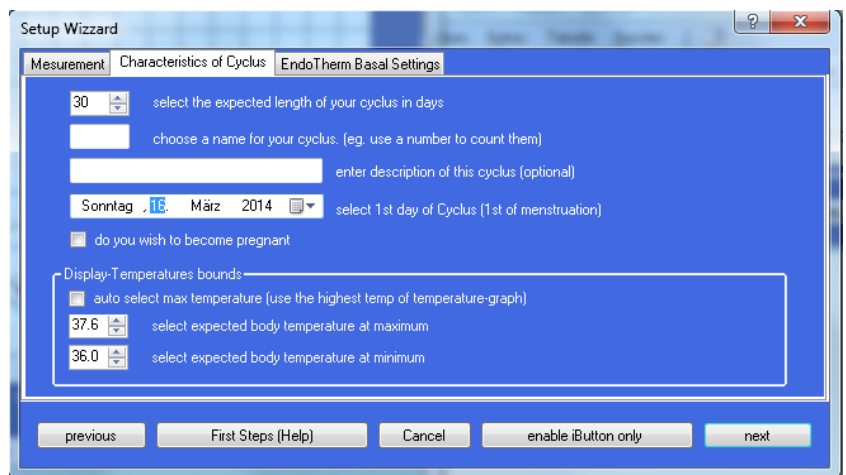 Setup Wizzard
Mesurement Characteristics of Cyclus EndoTherm Basal Settings
30 select the expected length of your cyclus in days
choose a name for your cyclus. (eg. use a number to count them)
enter description of this cyclus (optional)
Sonntag , 16. März 2014 select 1st day of Cyclus (1st of menstruation)
do you wish to become pregnant
Display-Temperatures bounds
auto select max temperature (use the highest temp of temperature-graph)
37.6 select expected body temperature at maximum
36.0 select expected body temperature at minimum
previous First Steps (Help) Cancel enable iButton only next